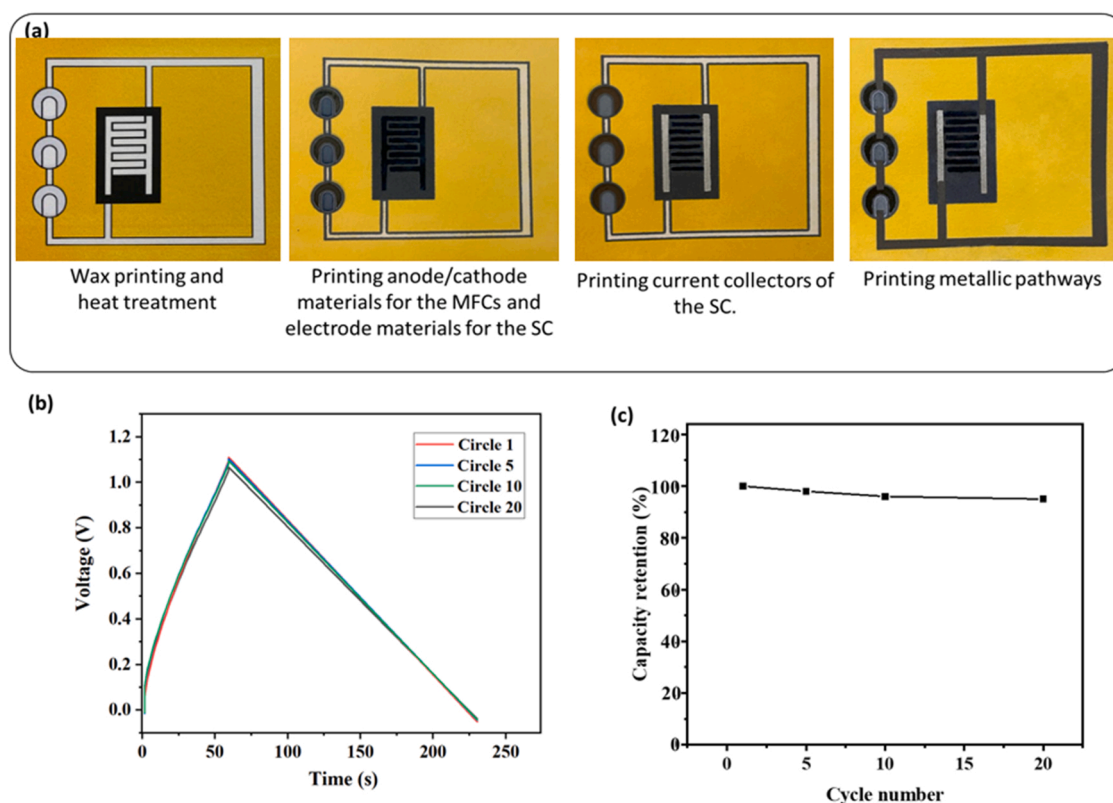 (a)
Wax printing and
heat treatment
Printing anode/cathode
materials for the MFCs and
electrode materials for the SC
Printing current collectors of
the SC.
Printing metallic pathways
(b)
1.2
1.0
0.8
0.6
0.4
0.2
0.0
Voltage (V)
Circle 1
Circle 5
Circle 10
Circle 20
0 50 100 150 200 250
Time (s)
(c)
120
100
80
60
40
20
0
Capacity retention (%)
0 5 10 15 20
Cycle number